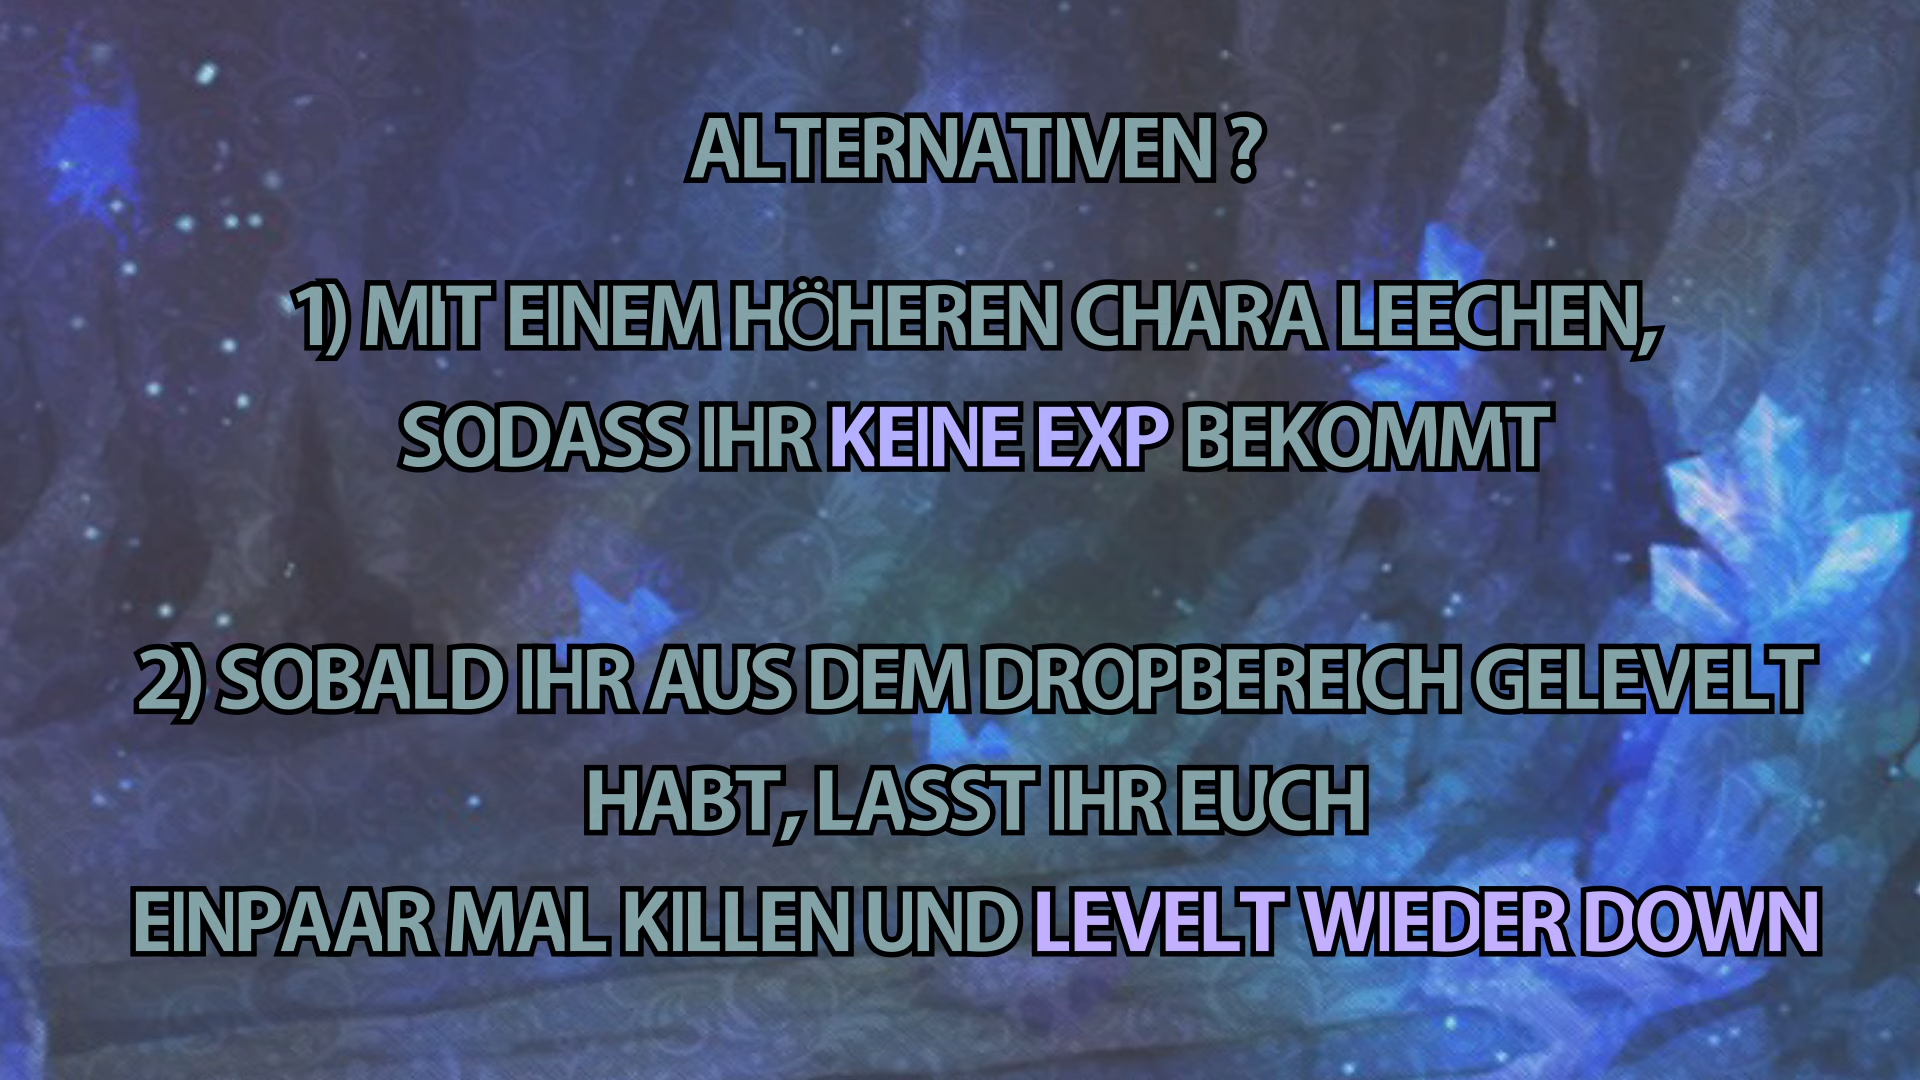 ALTERNATIVEN ?
1) MIT EINEM HÖHEREN CHARA LEECHEN,
SODASS IHR KEINE EXP BEKOMMT
2) SOBALD IHR AUS DEM DROPBEREICH GELEVELT
HABT, LASST IHR EUCH
EINPAAR MAL KILLEN UND LEVELT WIEDER DOWN